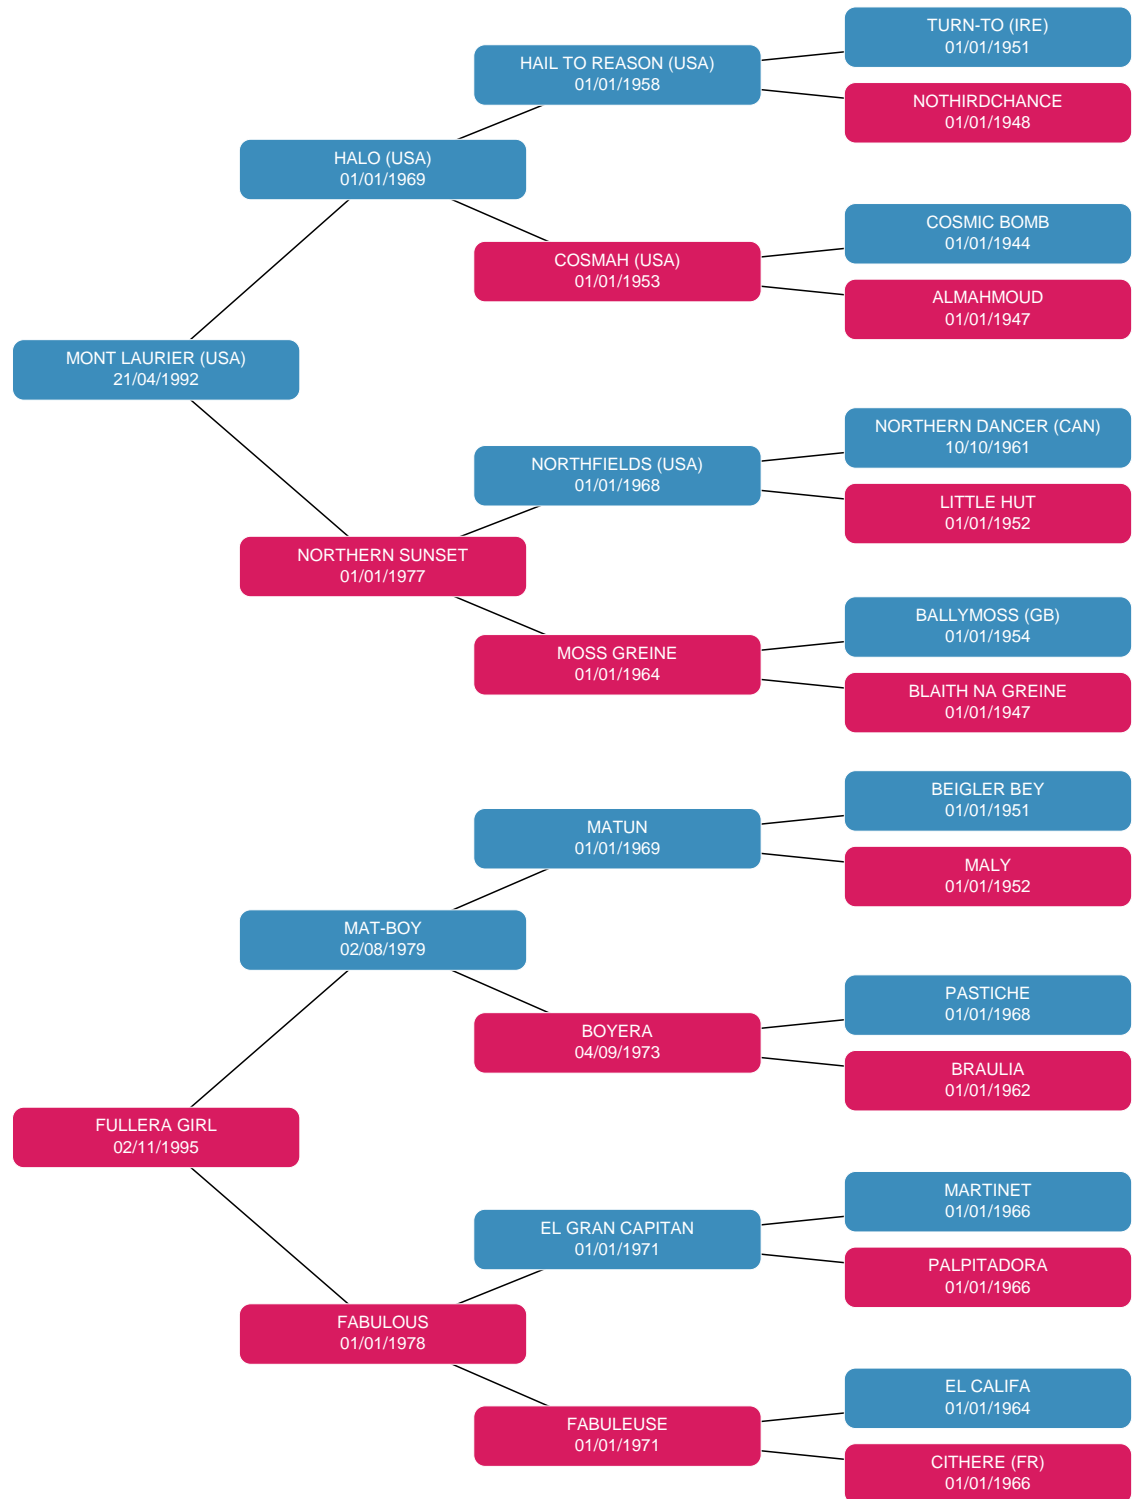 TURN-TO (IRE)
01/01/1951
HAIL TO REASON (USA)
01/01/1958
NOTHIRDCHANCE
01/01/1948
HALO (USA)
01/01/1969
COSMIC BOMB
01/01/1944
COSMAH (USA)
01/01/1953
ALMAHMOUD
01/01/1947
MONT LAURIER (USA)
21/04/1992
NORTHERN DANCER (CAN)
10/10/1961
NORTHFIELDS (USA)
01/01/1968
LITTLE HUT
01/01/1952
NORTHERN SUNSET
01/01/1977
BALLYMOSS (GB)
01/01/1954
MOSS GREINE
01/01/1964
BLAITH NA GREINE
01/01/1947
BEIGLER BEY
01/01/1951
MATUN
01/01/1969
MALY
01/01/1952
MAT-BOY
02/08/1979
PASTICHE
01/01/1968
BOYERA
04/09/1973
BRAULIA
01/01/1962
FULLERA GIRL
02/11/1995
MARTINET
01/01/1966
EL GRAN CAPITAN
01/01/1971
PALPITADORA
01/01/1966
FABULOUS
01/01/1978
EL CALIFA
01/01/1964
FABULEUSE
01/01/1971
CITHERE (FR)
01/01/1966